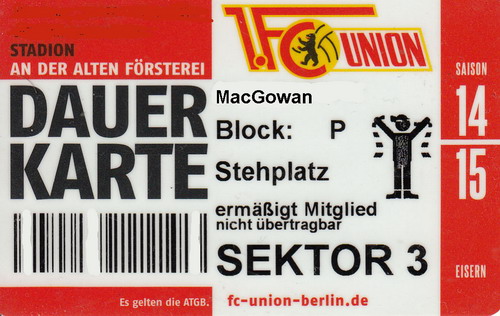 STADION
AN DER ALTEN FÖRSTEREI
DAUER
KARTE
Es gelten die ATGB.
1.FC UNION
MacGowan
Block: P
Stehplatz
ermäßigt Mitglied
nicht übertragbar
SEKTOR 3
fc-union-berlin.de
SAISON
14
15
EISERN